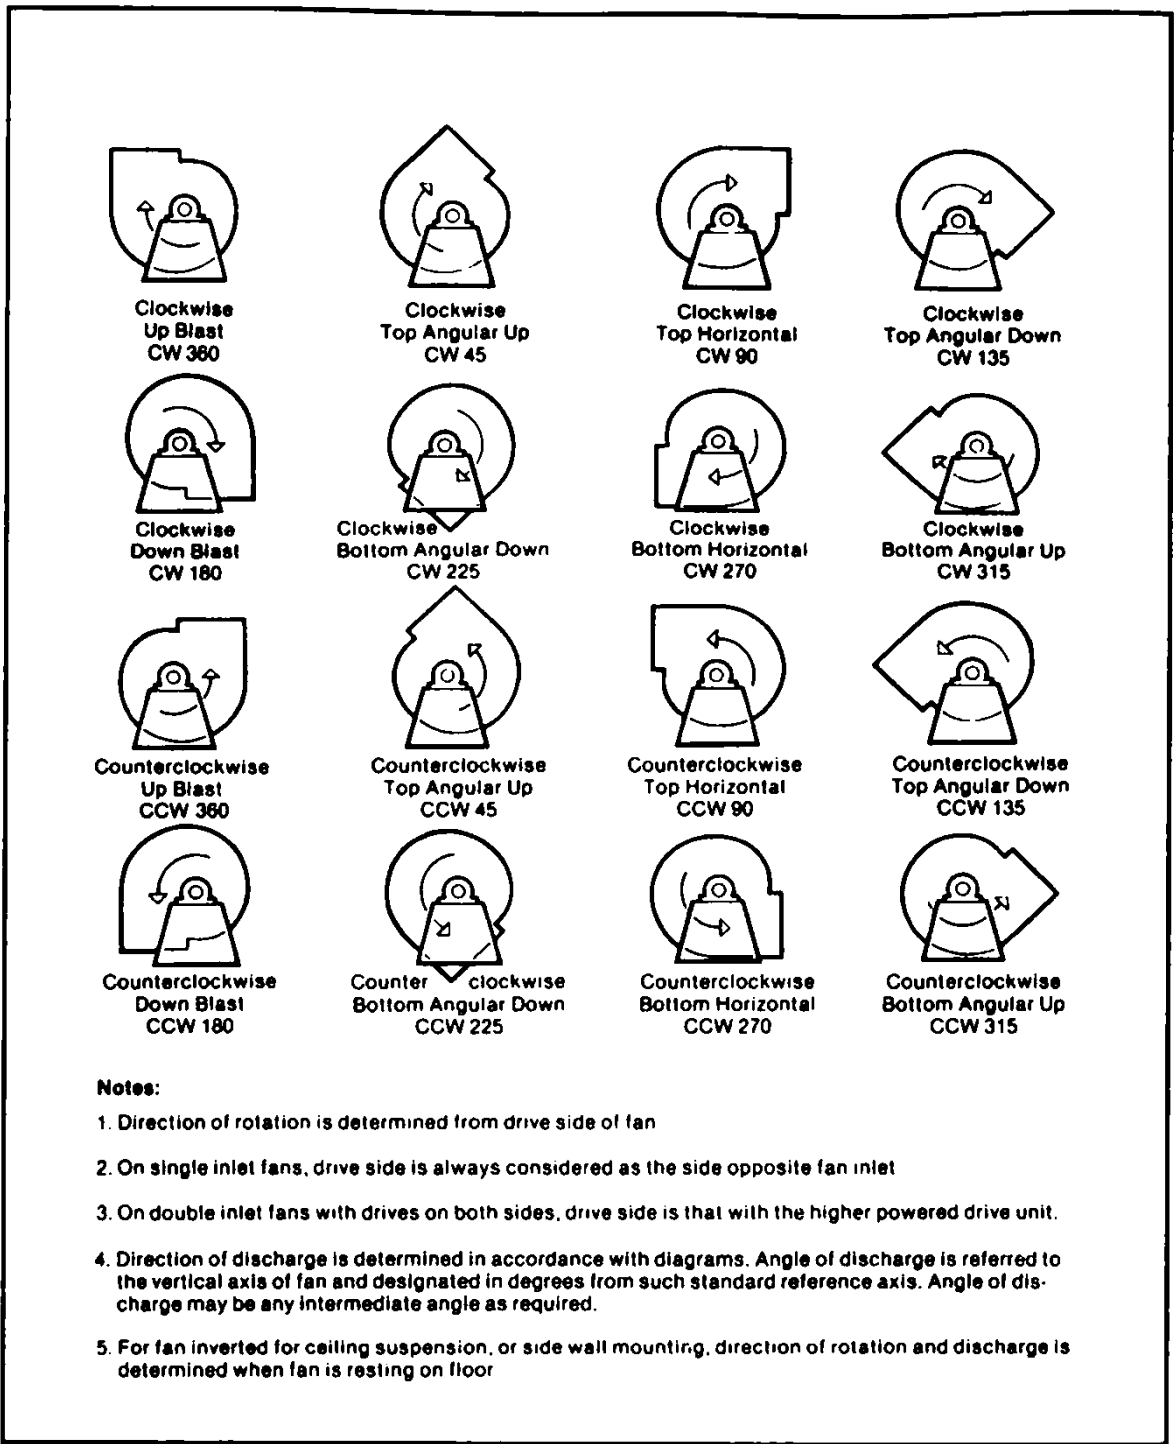 Clockwise
Up Blast
CW 360
Clockwise
Top Angular Up
CW 45
Clockwise
Top Horizontal
CW 90
Clockwise
Top Angular Down
CW 135
Clockwise
Down Blast
CW 180
Clockwise
Bottom Angular Down
CW 225
Clockwise
Bottom Horizontal
CW 270
Clockwise
Bottom Angular Up
CW 315
Counterclockwise
Up Blast
CCW 360
Counterclockwise
Top Angular Up
CCW 45
Counterclockwise
Top Horizontal
CCW 90
Counterclockwise
Top Angular Down
CCW 135
Counterclockwise
Down Blast
CCW 180
Counter clockwise
Bottom Angular Down
CCW 225
Counterclockwise
Bottom Horizontal
CCW 270
Counterclockwise
Bottom Angular Up
CCW 315
Notes:
1. Direction of rotation is determined from drive side of fan
2. On single inlet fans, drive side is always considered as the side opposite fan inlet
3. On double inlet fans with drives on both sides, drive side is that with the higher powered drive unit.
4. Direction of discharge is determined in accordance with diagrams. Angle of discharge is referred to
the vertical axis of fan and designated in degrees from such standard reference axis. Angle of dis-
charge may be any intermediate angle as required.
5. For fan inverted for ceiling suspension, or side wall mounting, direction of rotation and discharge is
determined when fan is resting on floor